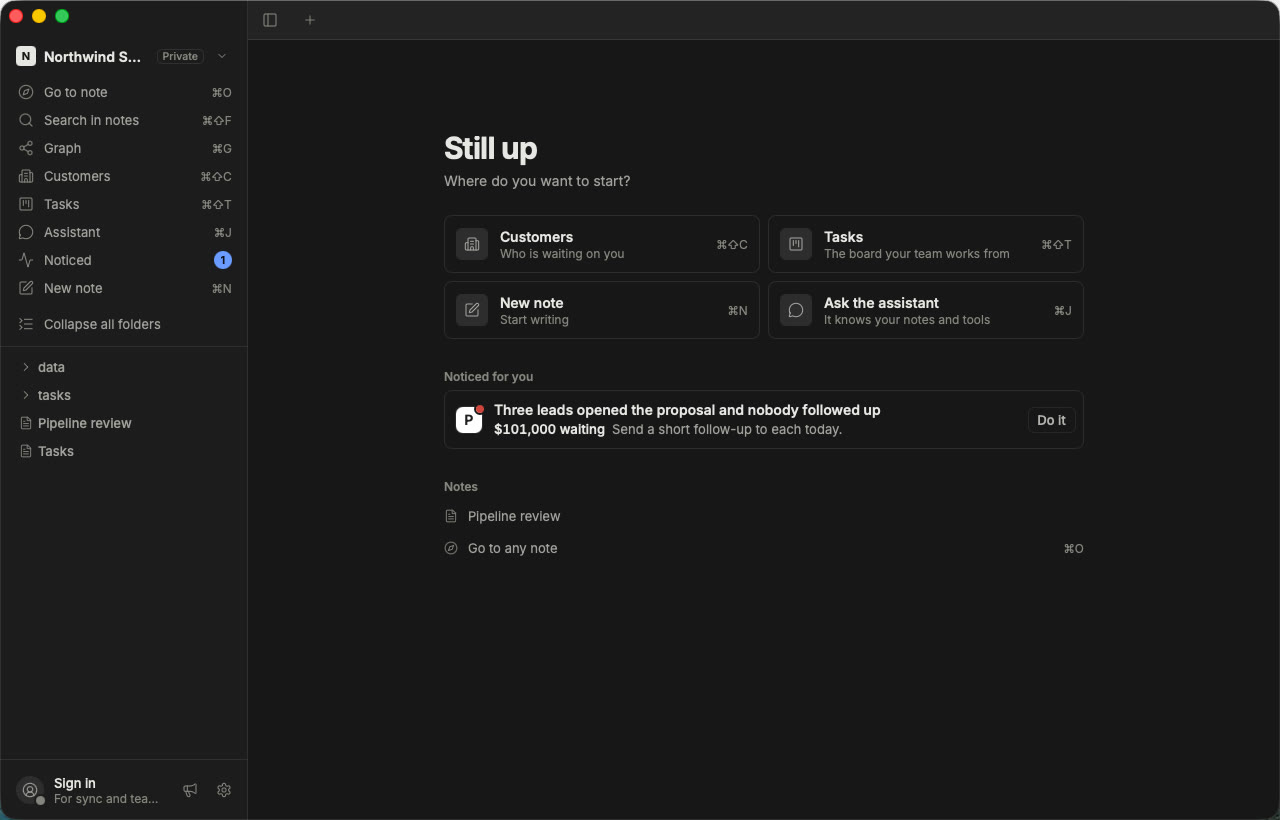 N Northwind S... Private
Go to note ⌘O
Search in notes ⌘⇧F
Graph ⌘G
Customers ⌘⇧C
Tasks ⌘⇧T
Assistant ⌘J
Noticed 1
New note ⌘N
Collapse all folders
data
tasks
Pipeline review
Tasks
Sign in
For sync and tea...
Still up
Where do you want to start?
Customers ⌘⇧C
Who is waiting on you
Tasks ⌘⇧T
The board your team works from
New note ⌘N
Start writing
Ask the assistant ⌘J
It knows your notes and tools
Noticed for you
P
Three leads opened the proposal and nobody followed up
$101,000 waiting Send a short follow-up to each today.
Do it
Notes
Pipeline review
Go to any note ⌘O